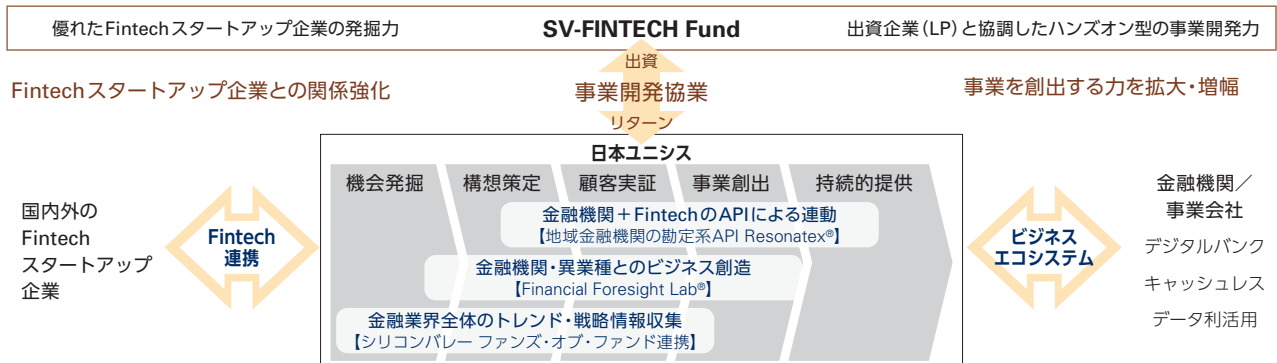 優れたFintechスタートアップ企業の発掘力
SV-FINTECH Fund
出資企業(LP)と協調したハンズオン型の事業開発力
出資
Fintechスタートアップ企業との関係強化
事業開発協業
事業を創出する力を拡大・増幅
リターン
日本ユニシス
機会発掘
構想策定
顧客実証
事業創出
持続的提供
国内外の
Fintech
スタートアップ
企業
Fintech
連携
金融機関+FintechのAPIによる連動
【地域金融機関の勘定系API Resonatex®】
金融機関・異業種とのビジネス創造
【Financial Foresight Lab®】
金融業界全体のトレンド・戦略情報収集
【シリコンバレー ファンズ・オブ・ファンド連携】
ビジネス
エコシステム
金融機関/
事業会社
デジタルバンク
キャッシュレス
データ利活用